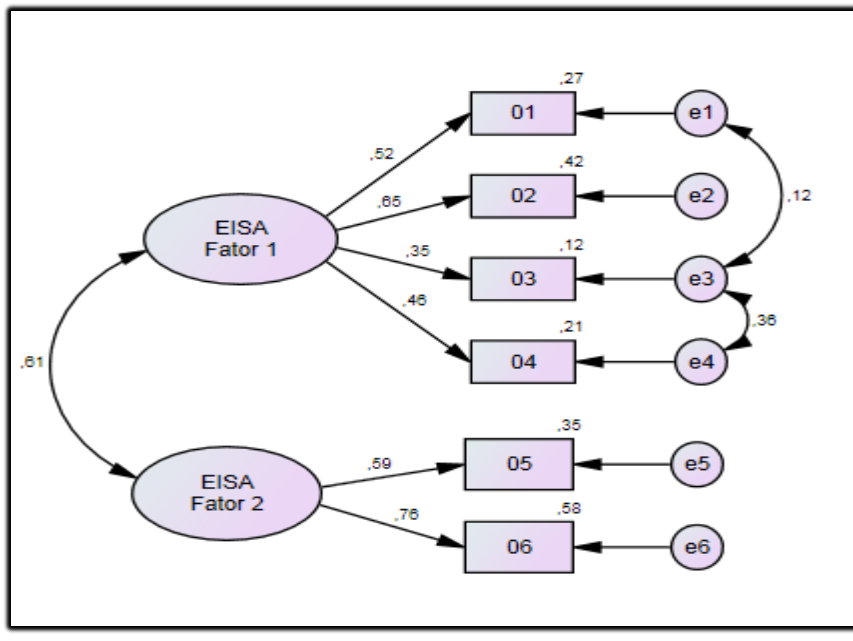 ,27
01
e1
,52
,42
,65
02
e2
,12
EISA
Fator 1
,35
,12
03
e3
,46
,36
,21
04
e4
,61
,35
,59
05
e5
EISA
Fator 2
,76
,58
06
e6